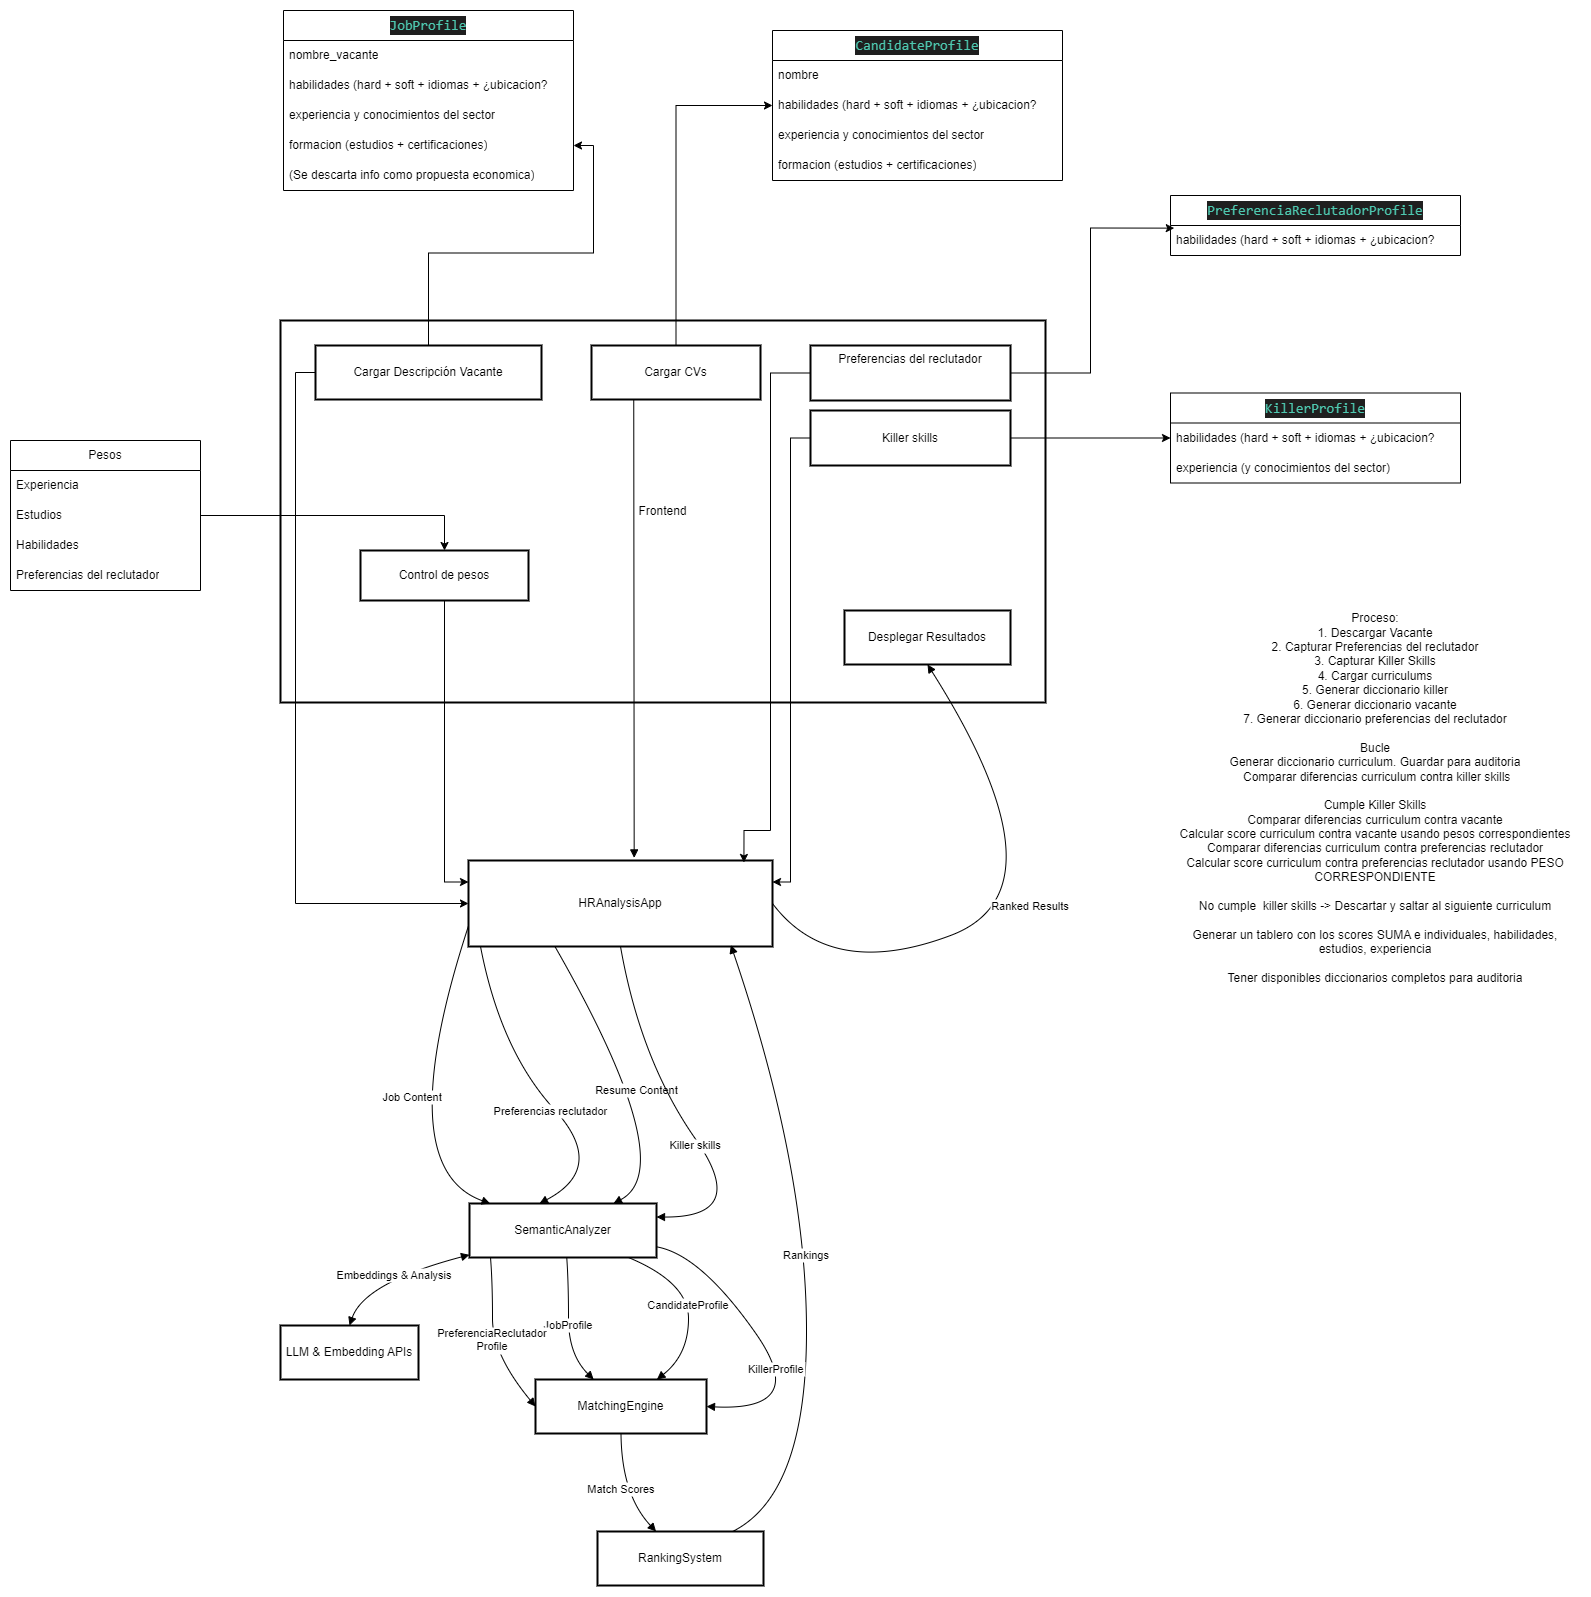 JobProfile
nombre_vacante
habilidades (hard + soft + idiomas + ¿ubicacion?
experiencia y conocimientos del sector
formacion (estudios + certificaciones)
(Se descarta info como propuesta economica)
CandidateProfile
nombre
habilidades (hard + soft + idiomas + ¿ubicacion?
experiencia y conocimientos del sector
formacion (estudios + certificaciones)
PreferenciaReclutadorProfile
habilidades (hard + soft + idiomas + ¿ubicacion?
Cargar Descripción Vacante
Cargar CVs
Preferencias del reclutador
Killer skills
KillerProfile
habilidades (hard + soft + idiomas + ¿ubicacion?
experiencia (y conocimientos del sector)
Pesos
Experiencia
Estudios
Habilidades
Preferencias del reclutador
Frontend
Control de pesos
Desplegar Resultados
Proceso:
1. Descargar Vacante
2. Capturar Preferencias del reclutador
3. Capturar Killer Skills
4. Cargar curriculums
5. Generar diccionario killer
6. Generar diccionario vacante
7. Generar diccionario preferencias del reclutador
Bucle
Generar diccionario curriculum. Guardar para auditoria
Comparar diferencias curriculum contra killer skills
Cumple Killer Skills
Comparar diferencias curriculum contra vacante
Calcular score curriculum contra vacante usando pesos correspondientes
Comparar diferencias curriculum contra preferencias reclutador
Calcular score curriculum contra preferencias reclutador usando PESO
CORRESPONDIENTE
No cumple killer skills -> Descartar y saltar al siguiente curriculum
Generar un tablero con los scores SUMA e individuales, habilidades,
estudios, experiencia
Tener disponibles diccionarios completos para auditoria
HRAnalysisApp
Ranked Results
Job Content
Preferencias reclutador
Resume Content
Killer skills
SemanticAnalyzer
Rankings
Embeddings & Analysis
LLM & Embedding APIs
PreferenciaReclutador
Profile
JobProfile
CandidateProfile
KillerProfile
MatchingEngine
Match Scores
RankingSystem